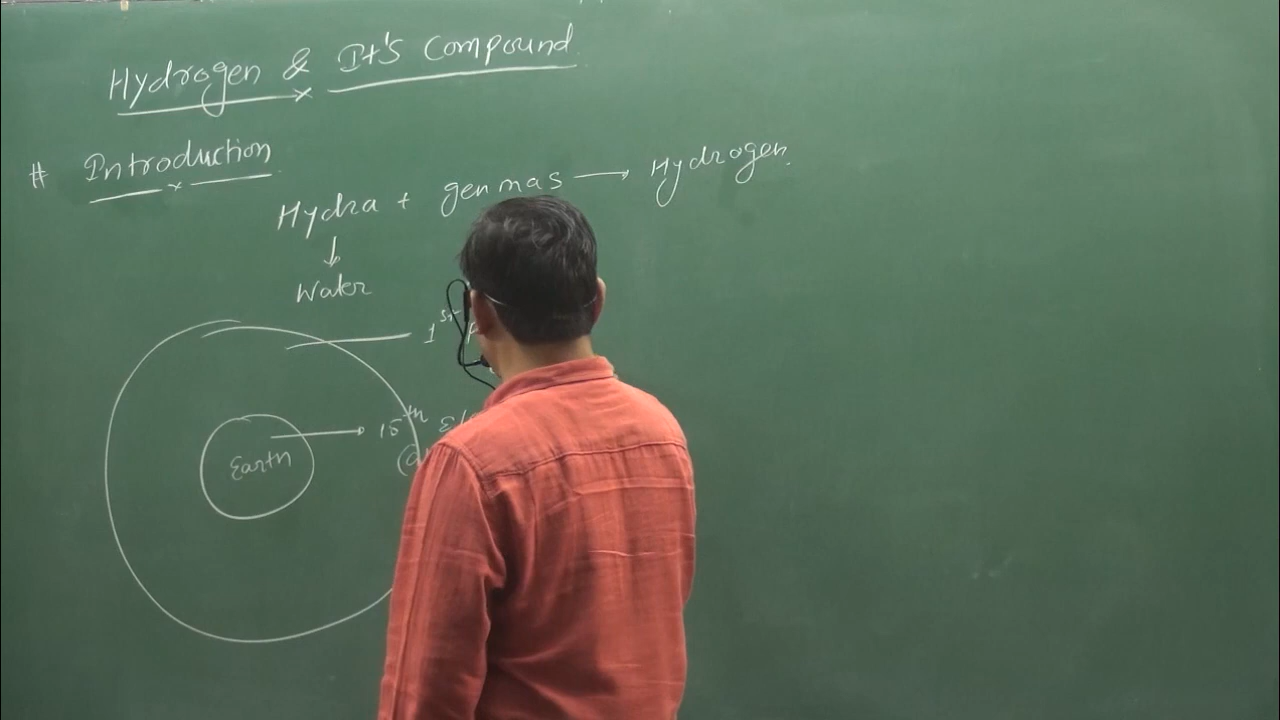 Hydrogen & It's Compound
# Introduction
Hydra + genmas → Hydrogen.
↓
Water
1st
15th
Earth